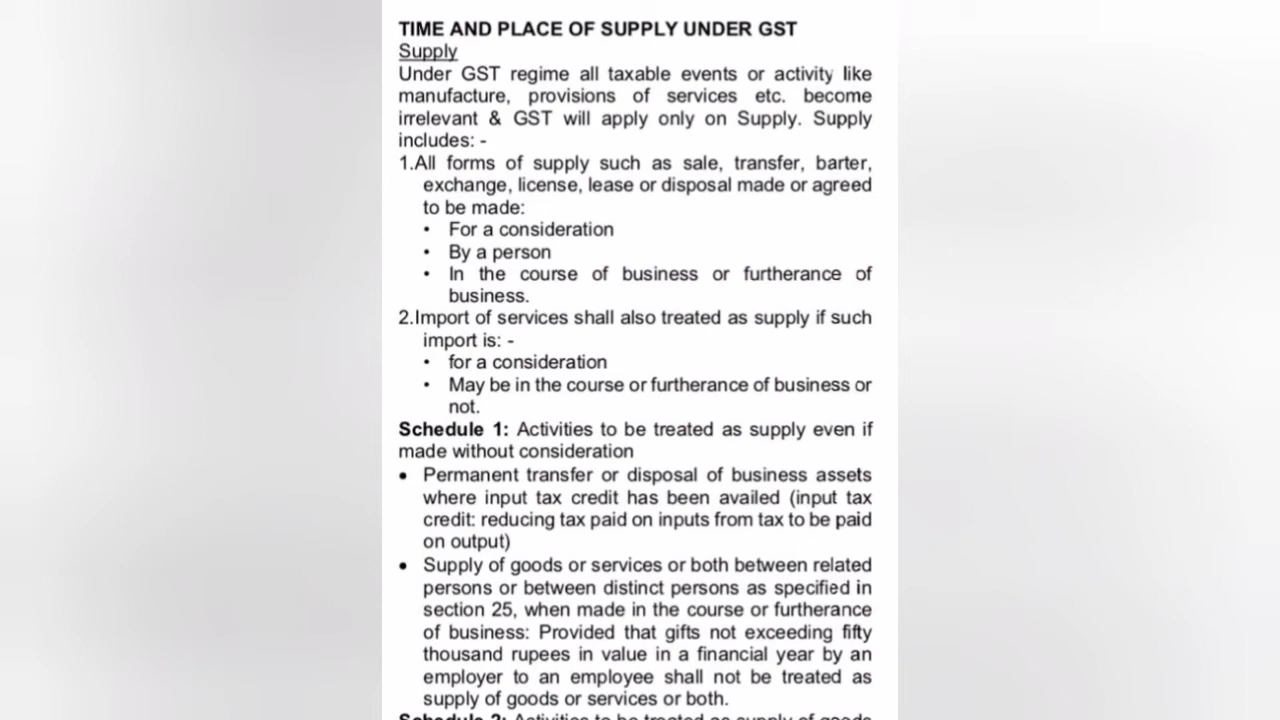 TIME AND PLACE OF SUPPLY UNDER GST
Supply
Under GST regime all taxable events or activity like
manufacture, provisions of services etc. become
irrelevant & GST will apply only on Supply. Supply
includes: -
1.All forms of supply such as sale, transfer, barter,
exchange, license, lease or disposal made or agreed
to be made:
• For a consideration
• By a person
• In the course of business or furtherance of
business.
2.Import of services shall also treated as supply if such
import is: -
• for a consideration
• May be in the course or furtherance of business or
not.
Schedule 1: Activities to be treated as supply even if
made without consideration
• Permanent transfer or disposal of business assets
where input tax credit has been availed (input tax
credit: reducing tax paid on inputs from tax to be paid
on output)
• Supply of goods or services or both between related
persons or between distinct persons as specified in
section 25, when made in the course or furtherance
of business: Provided that gifts not exceeding fifty
thousand rupees in value in a financial year by an
employer to an employee shall not be treated as
supply of goods or services or both.
Schedule 2: Activities to be treated as supply of goods